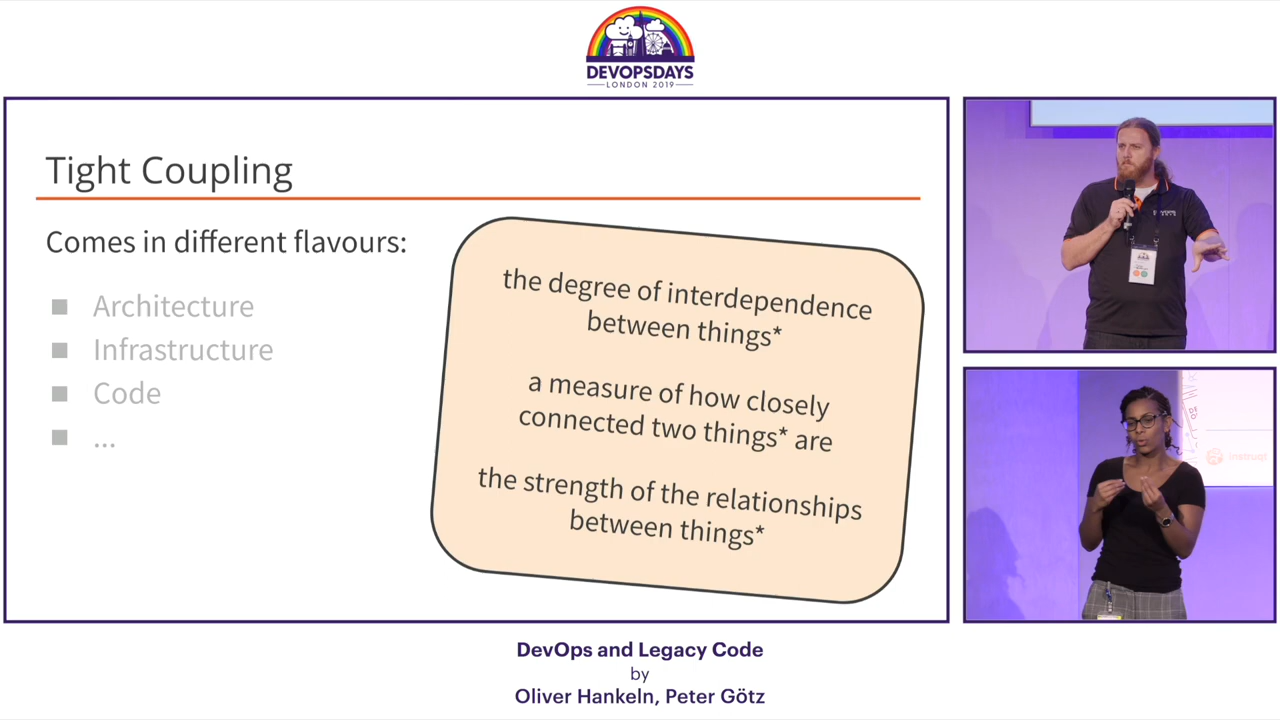 DEVOPSDAYS
LONDON 2019
Tight Coupling
Comes in different flavours:
Architecture
Infrastructure
Code
...
the degree of interdependence
between things*
a measure of how closely
connected two things* are
the strength of the relationships
between things*
instruqt
DevOps and Legacy Code
by
Oliver Hankeln, Peter Götz